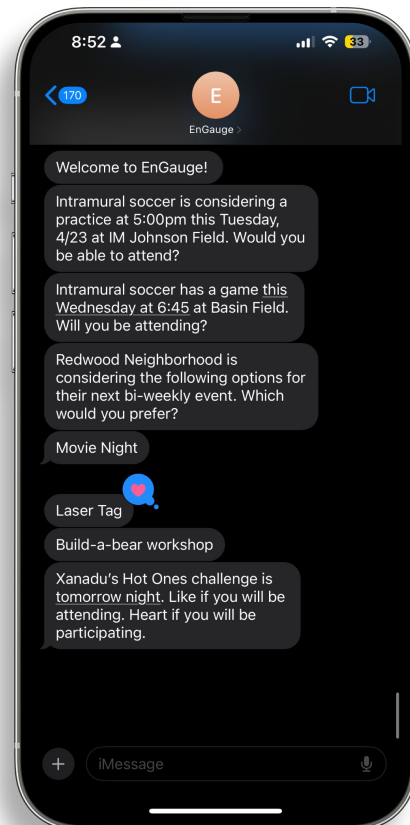 8:52
33
170
E
EnGauge
Welcome to EnGauge!
Intramural soccer is considering a
practice at 5:00pm this Tuesday,
4/23 at IM Johnson Field. Would you
be able to attend?
Intramural soccer has a game this
Wednesday at 6:45 at Basin Field.
Will you be attending?
Redwood Neighborhood is
considering the following options for
their next bi-weekly event. Which
would you prefer?
Movie Night
Laser Tag
Build-a-bear workshop
Xanadu's Hot Ones challenge is
tomorrow night. Like if you will be
attending. Heart if you will be
participating.
iMessage